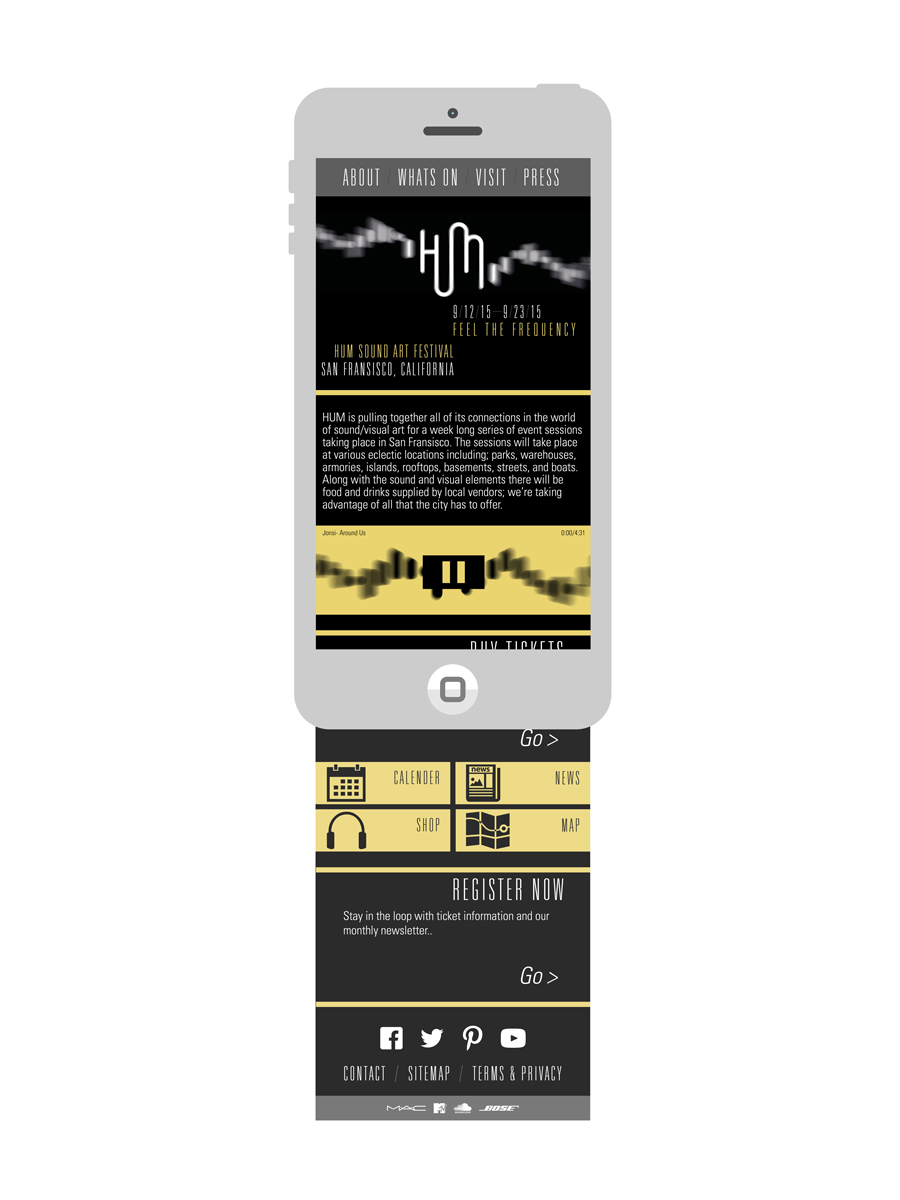 ABOUT / WHATS ON / VISIT / PRESS
HUM
9/12/15—9/23/15
FEEL THE FREQUENCY
HUM SOUND ART FESTIVAL
SAN FRANSISCO, CALIFORNIA
HUM is pulling together all of its connections in the world
of sound/visual art for a week long series of event sessions
taking place in San Fransisco. The sessions will take place
at various eclectic locations including; parks, warehouses,
armories, islands, rooftops, basements, streets, and boats.
Along with the sound and visual elements there will be
food and drinks supplied by local vendors; we're taking
advantage of all that the city has to offer.
Jonsi- Around Us 0:00/4:31
BUY TICKETS
Go >
CALENDER
news NEWS
SHOP
MAP
REGISTER NOW
Stay in the loop with ticket information and our
monthly newsletter..
Go >
CONTACT / SITEMAP / TERMS & PRIVACY
MAC MTV BOSE